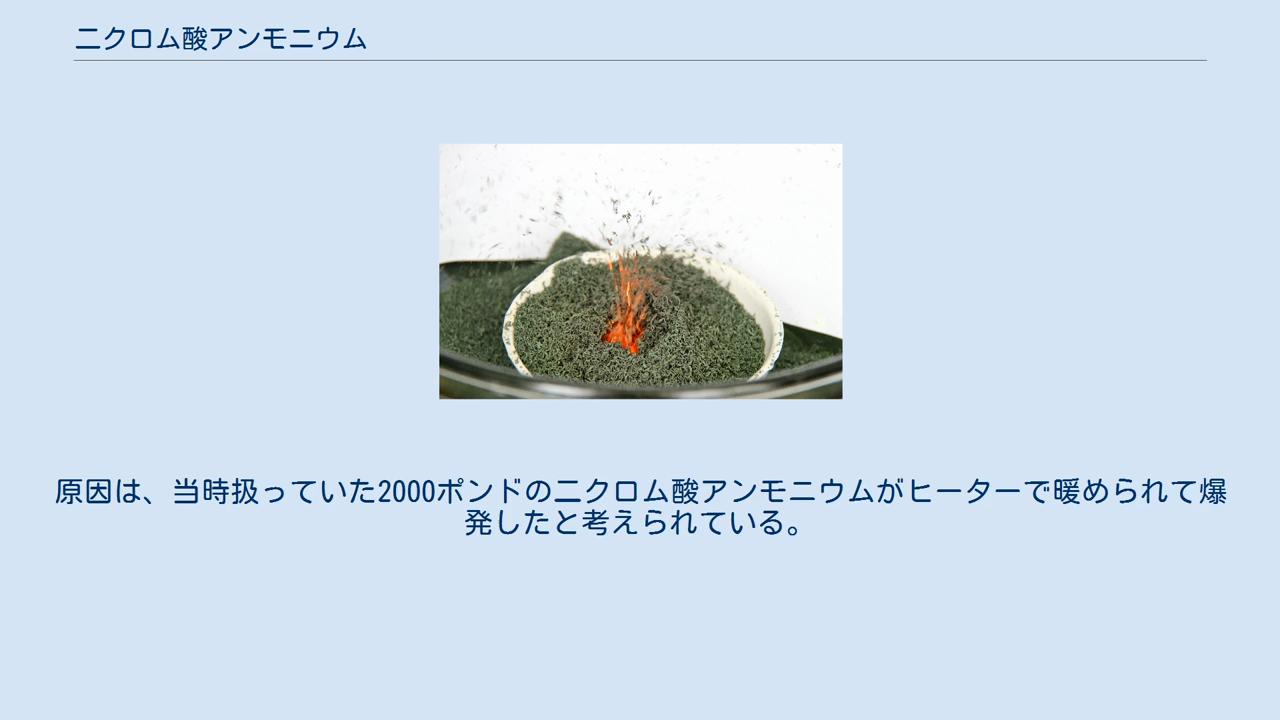 二クロム酸アンモニウム
原因は、当時扱っていた2000ポンドの二クロム酸アンモニウムがヒーターで暖められて爆
発したと考えられている。